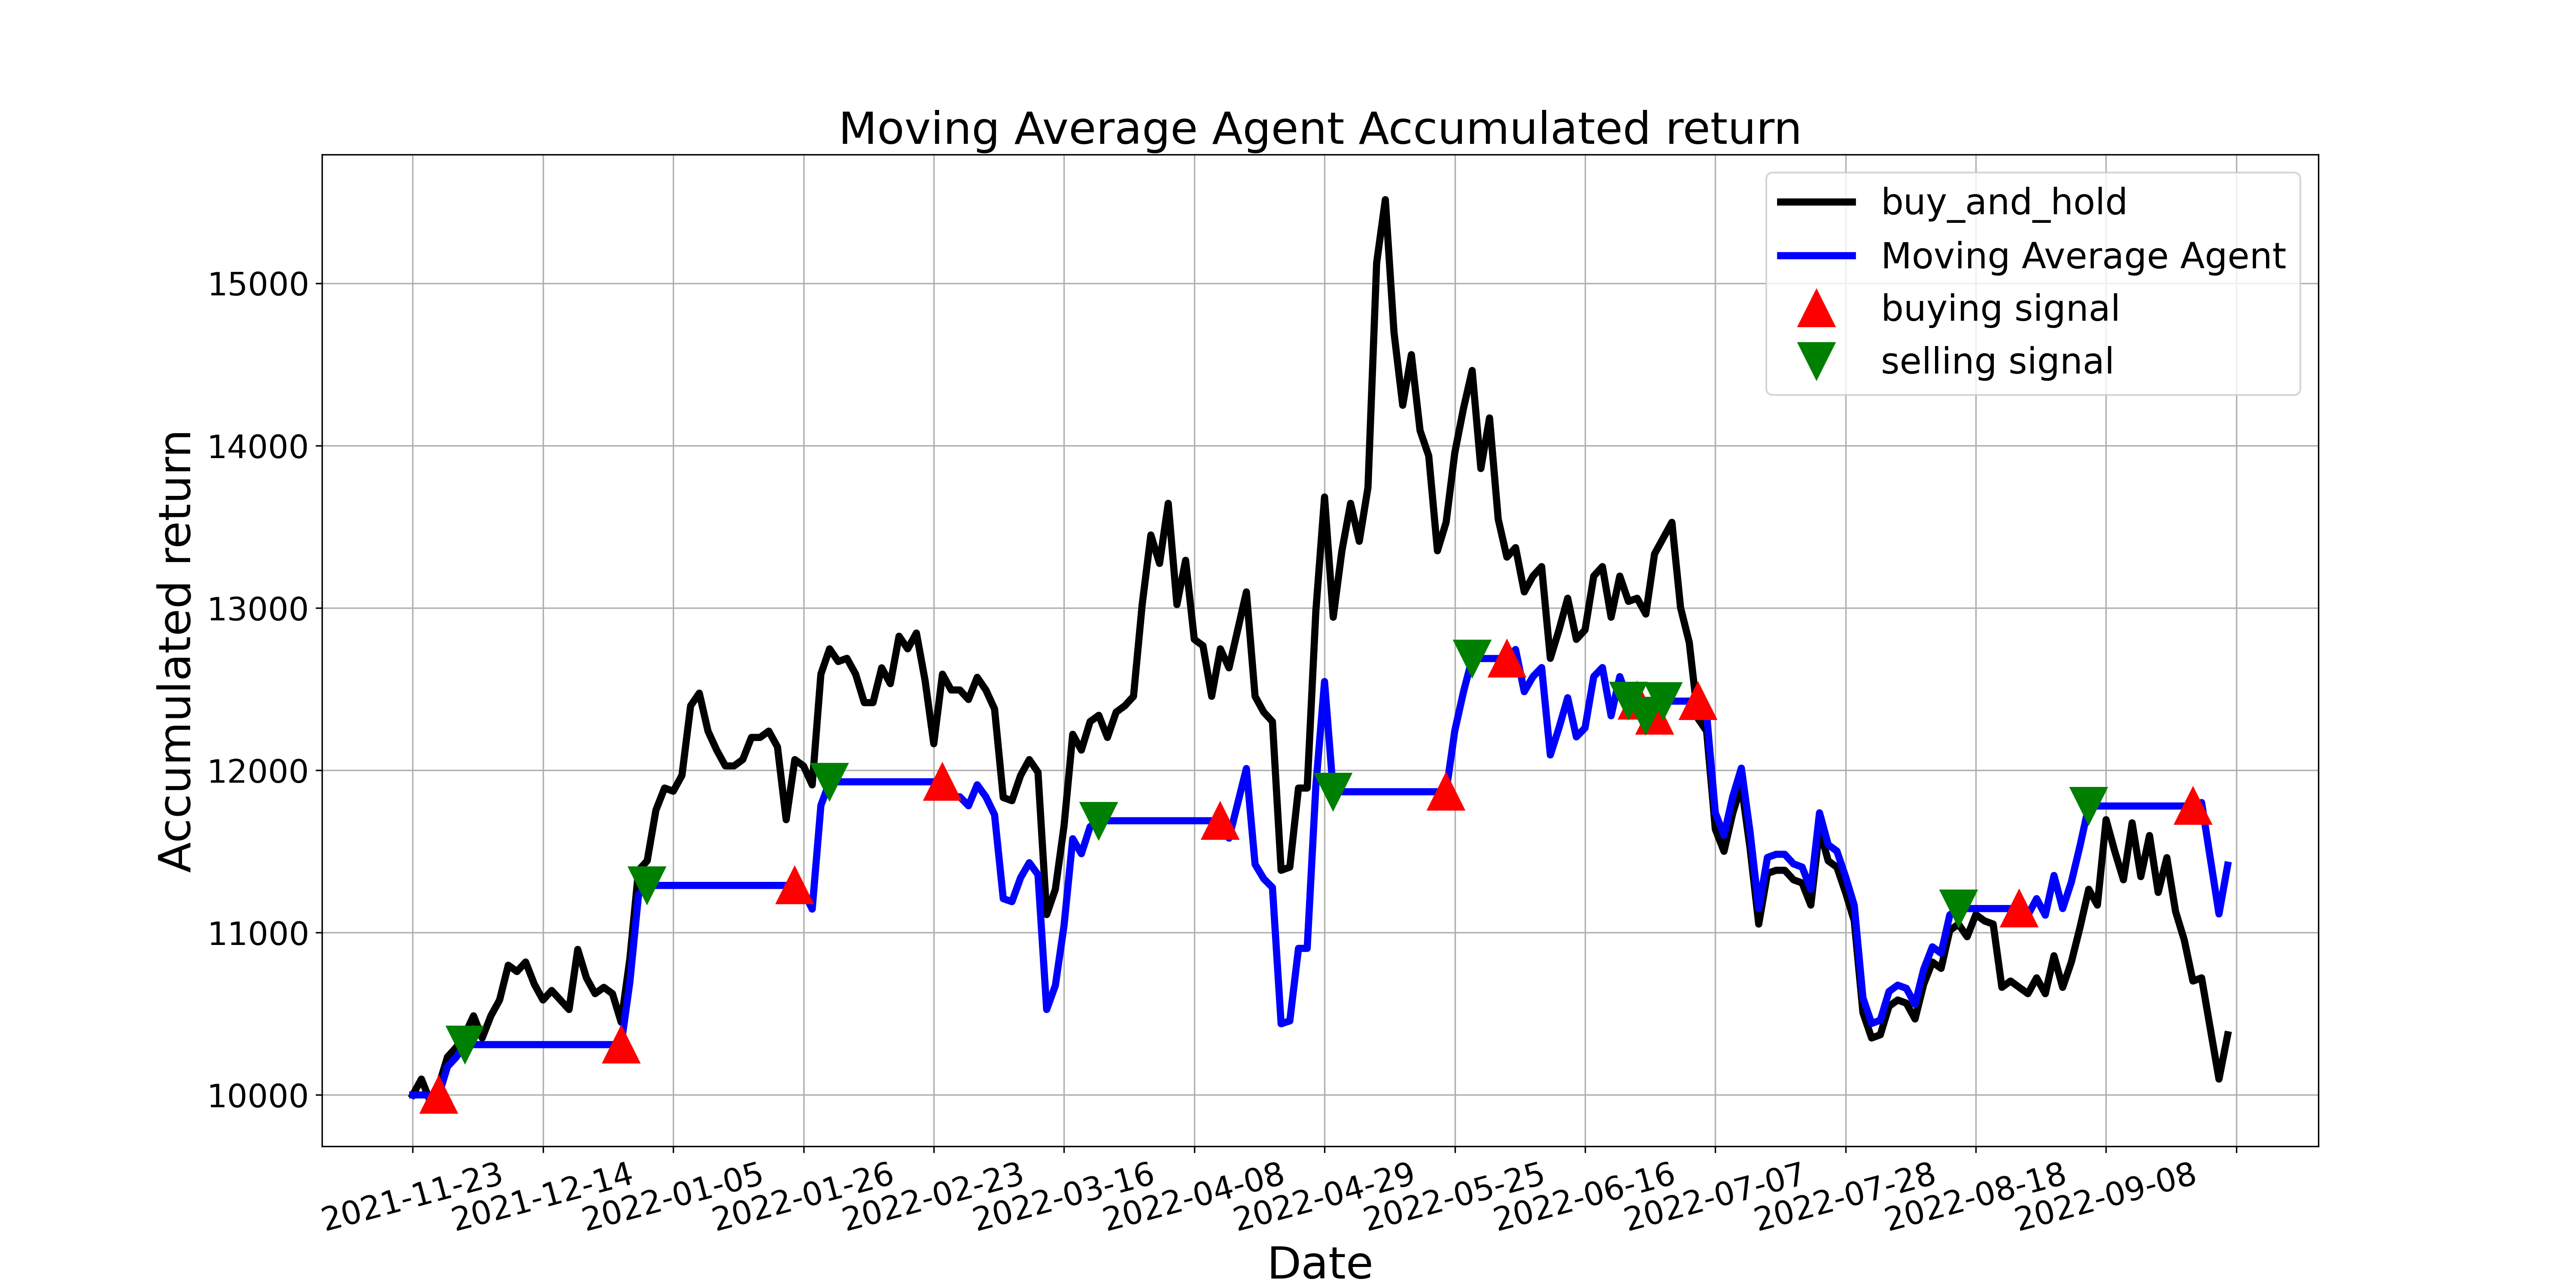 Moving Average Agent Accumulated return
buy_and_hold
Moving Average Agent
buying signal
selling signal
Accumulated return
15000
14000
13000
12000
11000
10000
2021-11-23
2021-12-14
2022-01-05
2022-01-26
2022-02-23
2022-03-16
2022-04-08
2022-04-29
2022-05-25
2022-06-16
2022-07-07
2022-07-28
2022-08-18
2022-09-08
Date